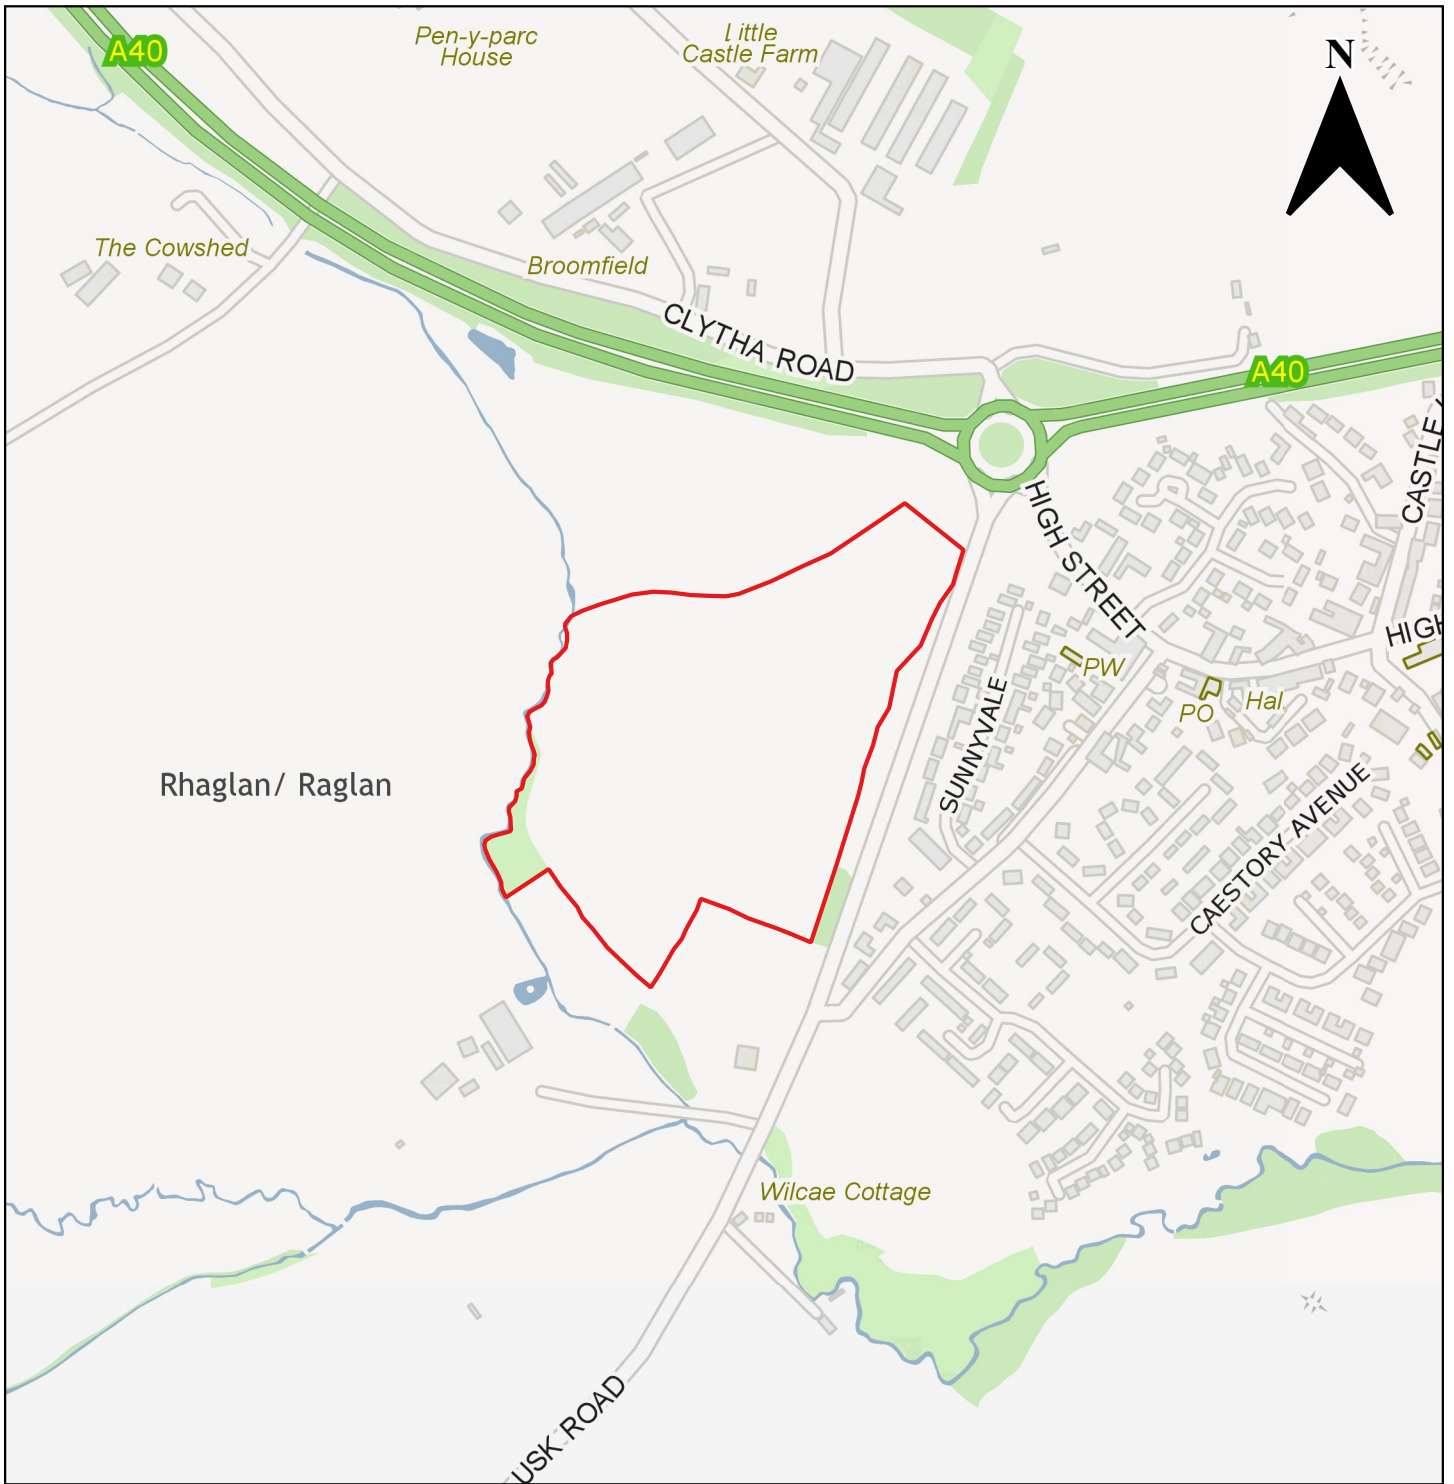 A40
Pen-y-parc
House
Little
Castle Farm
N
The Cowshed
Broomfield
CLYTHA ROAD
A40
CASTLE
HIGH STREET
HIGH
PW
PO
Hal
SUNNYVALE
Rhaglan/ Raglan
CAESTORY AVENUE
Wilcae Cottage
USK ROAD